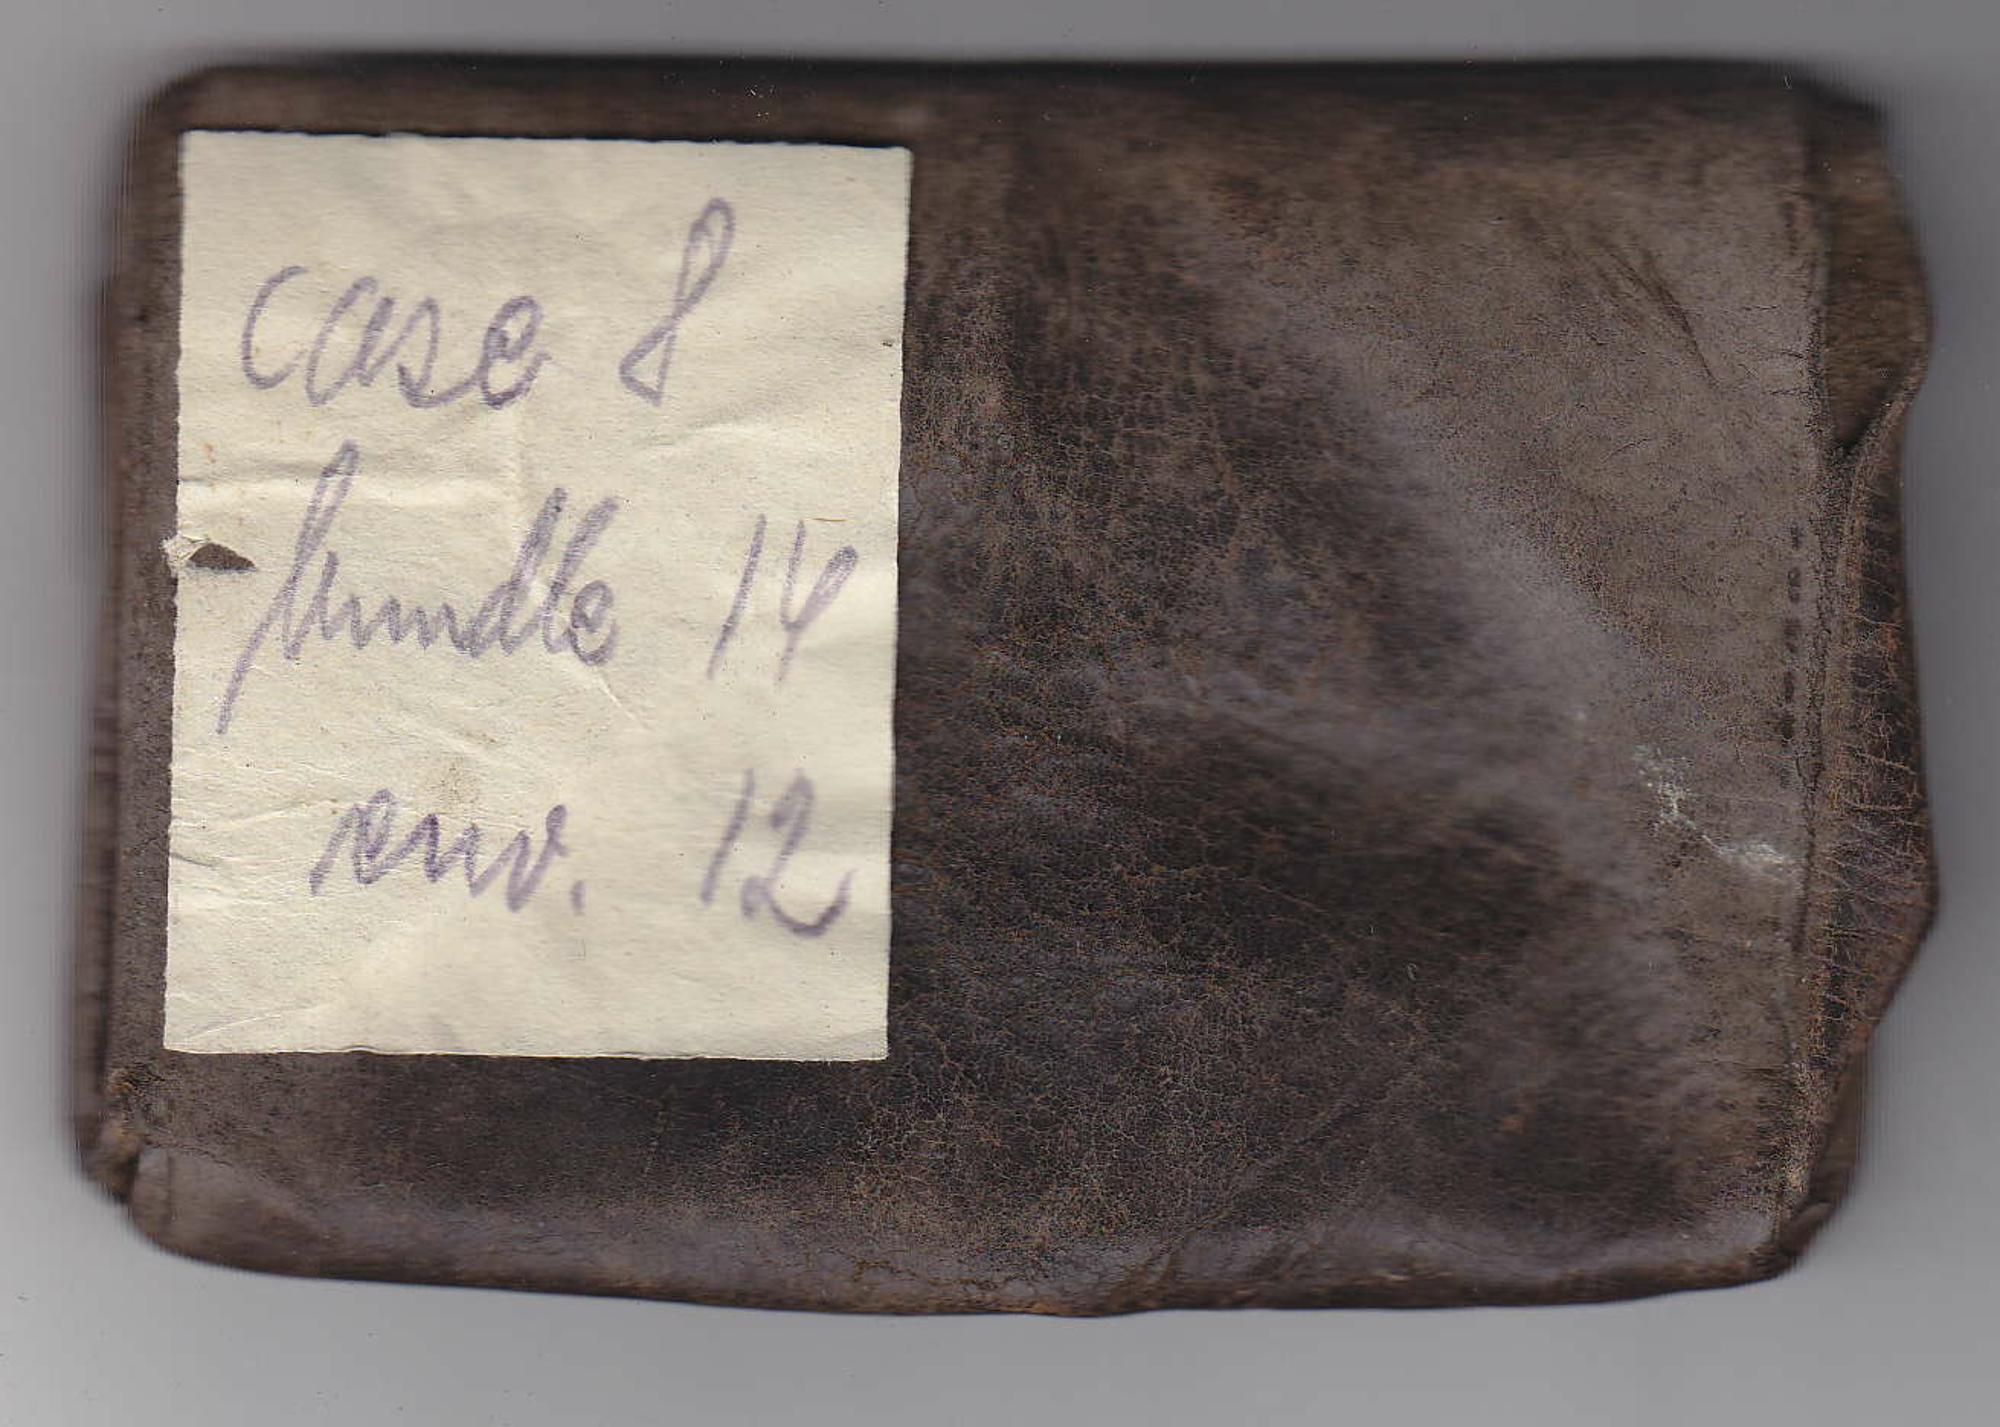 case 8
bundle 14
env. 12